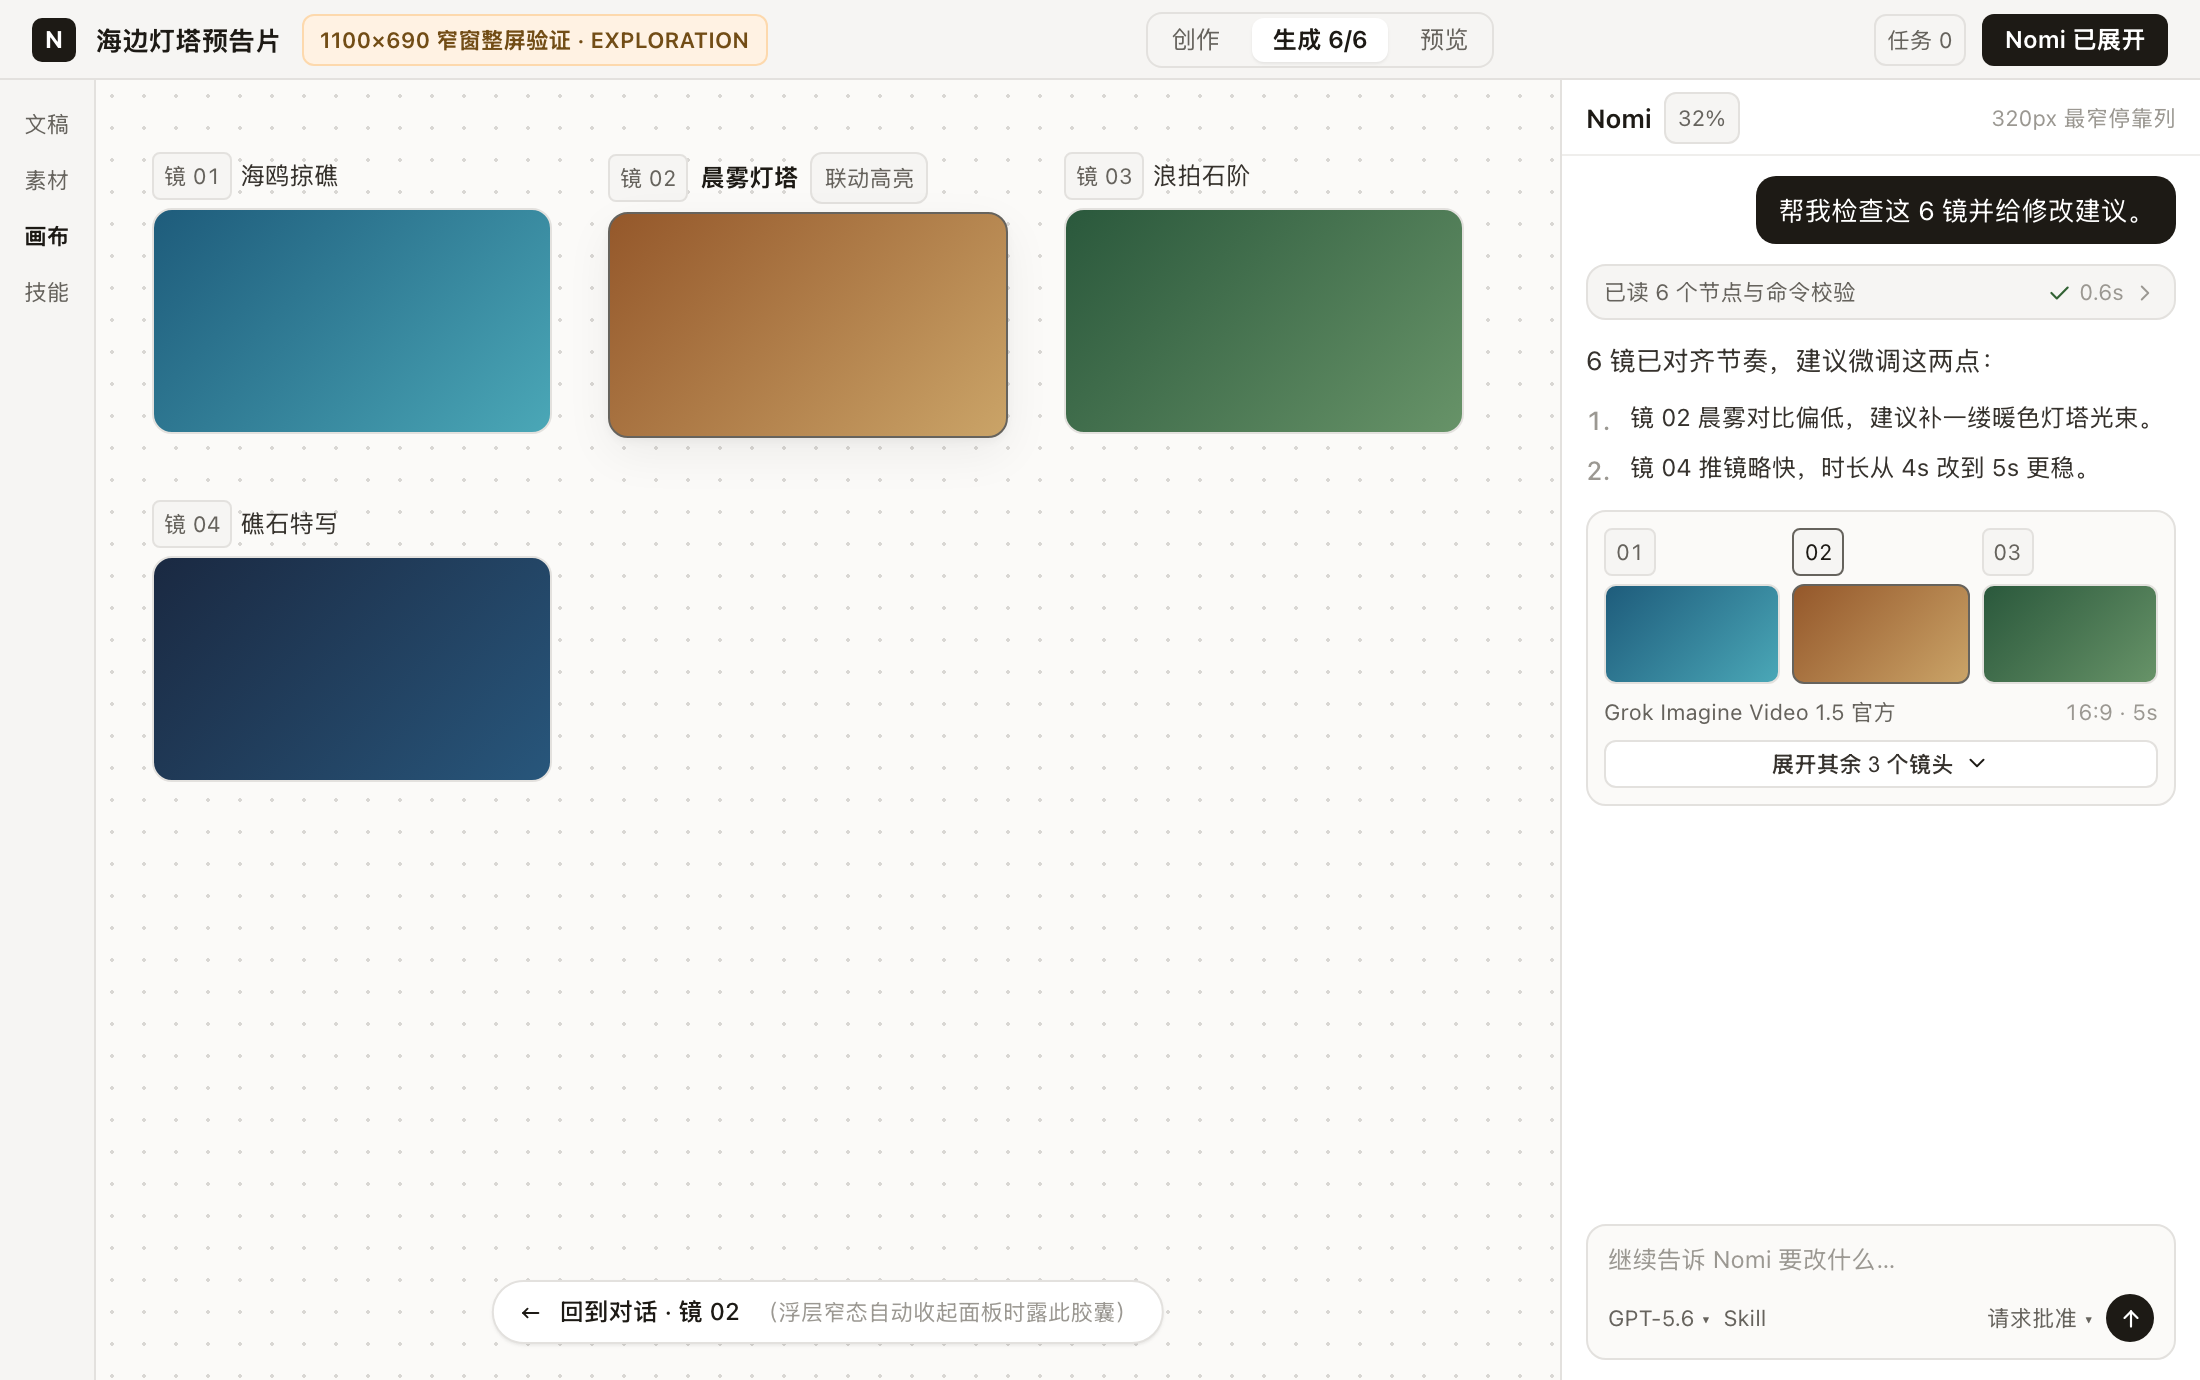 N 海边灯塔预告片 1100×690 窄窗整屏验证 · EXPLORATION 创作 生成 6/6 预览 任务 0 Nomi 已展开
文稿
素材
画布
技能
镜 01 海鸥掠礁
镜 02 晨雾灯塔 联动高亮
镜 03 浪拍石阶
镜 04 礁石特写
← 回到对话 · 镜 02 （浮层窄态自动收起面板时露此胶囊）
Nomi 32% 320px 最窄停靠列
帮我检查这 6 镜并给修改建议。
已读 6 个节点与命令校验 ✓ 0.6s >
6 镜已对齐节奏，建议微调这两点：
1. 镜 02 晨雾对比偏低，建议补一缕暖色灯塔光束。
2. 镜 04 推镜略快，时长从 4s 改到 5s 更稳。
01 02 03
Grok Imagine Video 1.5 官方 16:9 · 5s
展开其余 3 个镜头
继续告诉 Nomi 要改什么...
GPT-5.6 ▾ Skill 请求批准 ▾ ↑